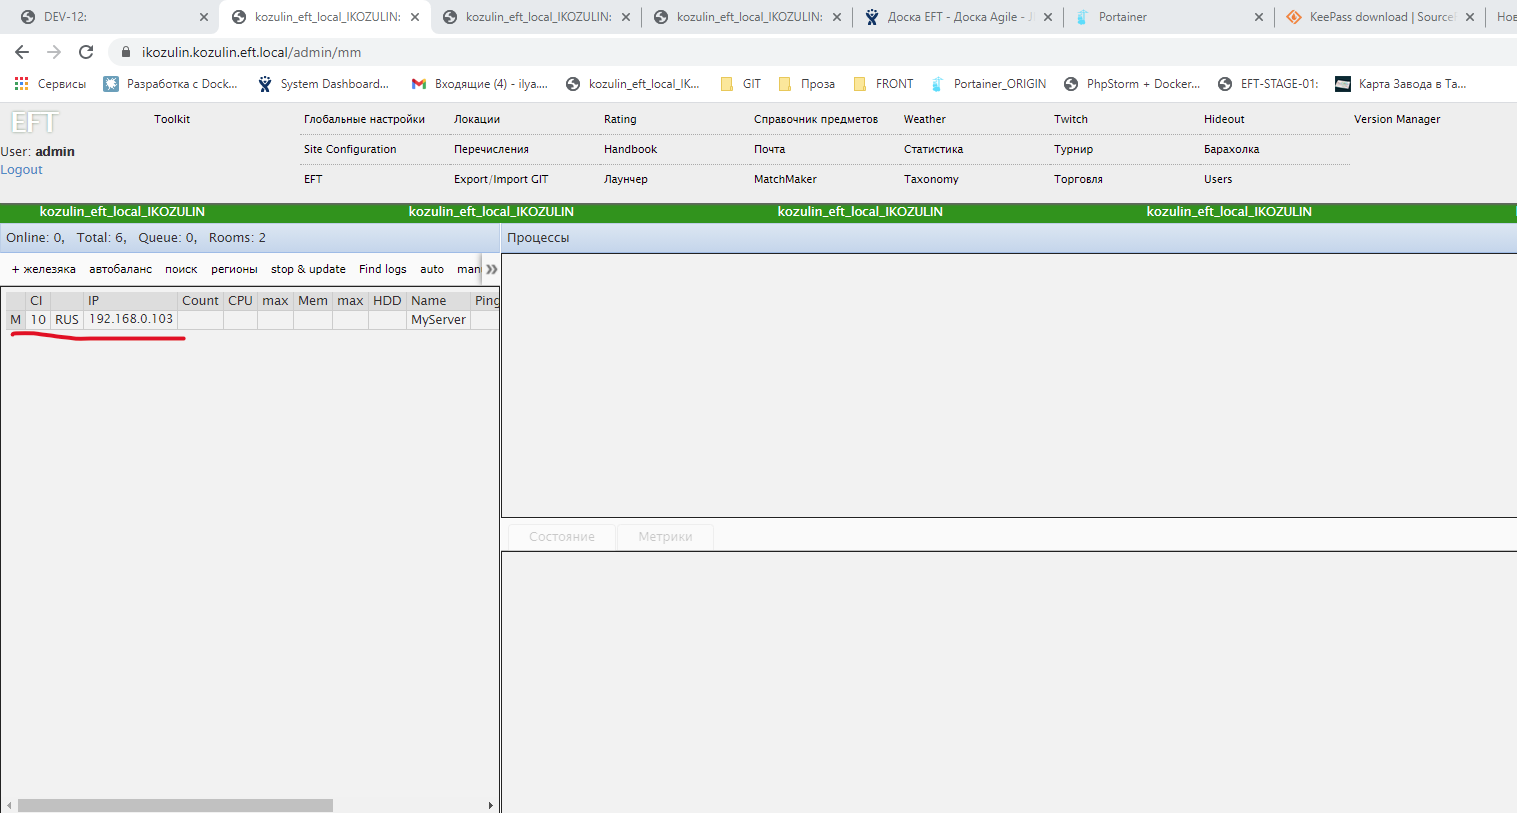 DEV-12:
kozulin_eft_local_IKOZULIN:
kozulin_eft_local_IKOZULIN:
kozulin_eft_local_IKOZULIN:
Доска EFT - Доска Agile -
Portainer
KeePass download | Source
Нов
ikozulin.kozulin.eft.local/admin/mm
Сервисы
Разработка с Dock...
System Dashboard...
Входящие (4) - ilya....
kozulin_eft_local_IK...
GIT
Проза
FRONT
Portainer_ORIGIN
PhpStorm + Docker...
EFT-STAGE-01:
Карта Завода в Та...
EFT
User: admin
Logout
Toolkit
Глобальные настройки
Локации
Rating
Справочник предметов
Weather
Twitch
Hideout
Version Manager
Site Configuration
Перечисления
Handbook
Почта
Статистика
Турнир
Барахолка
EFT
Export/Import GIT
Лаунчер
MatchMaker
Taxonomy
Торговля
Users
kozulin_eft_local_IKOZULIN
kozulin_eft_local_IKOZULIN
kozulin_eft_local_IKOZULIN
kozulin_eft_local_IKOZULIN
Online: 0, Total: 6, Queue: 0, Rooms: 2
Процессы
+ железяка автобаланс поиск регионы stop & update Find logs auto man
CI IP Count CPU max Mem max HDD Name Ping
M 10 RUS 192.168.0.103 MyServer
Состояние
Метрики